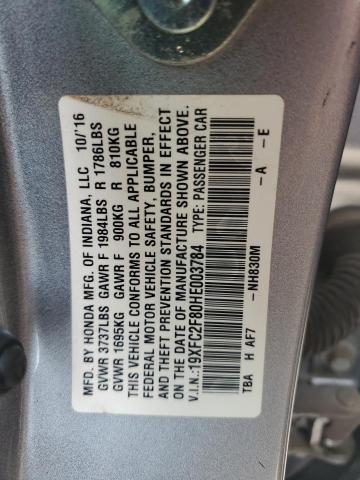 MFD. BY HONDA MFG. OF INDIANA, LLC 10/'16
GVWR 3737LBS GAWR F 1984LBS R 1786LBS
GVWR 1695KG GAWR F 900KG R 810KG
THIS VEHICLE CONFORMS TO ALL APPLICABLE
FEDERAL MOTOR VEHICLE SAFETY, BUMPER,
AND THEFT PREVENTION STANDARDS IN EFFECT
ON THE DATE OF MANUFACTURE SHOWN ABOVE.
V.I.N.:19XFC2F80HE003784 TYPE: PASSENGER CAR
TBA H AF7 -NH830M -A -E